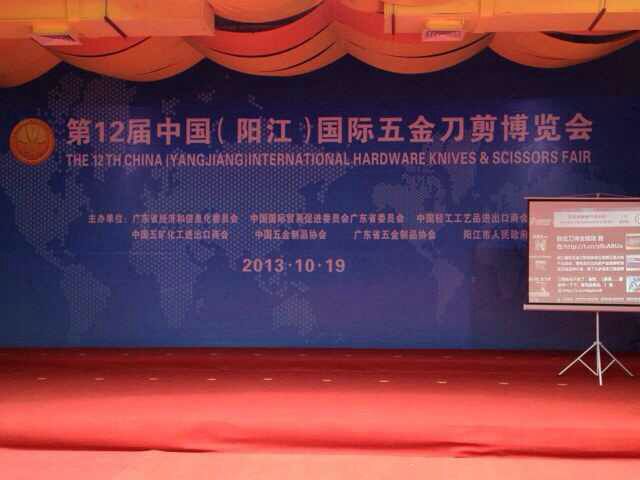 第12届中国（阳江）国际五金刀剪博览会
THE 12TH CHINA (YANGJIANG)INTERNATIONAL HARDWARE KNIVES & SCISSORS FAIR
主办单位：广东省经济和信息化委员会 中国国际贸易促进委员会广东省委员会 中国轻工工艺品进出口商会
中国五矿化工进出口商会 中国五金制品协会 广东省五金制品协会 阳江市人民政府
2013·10·19